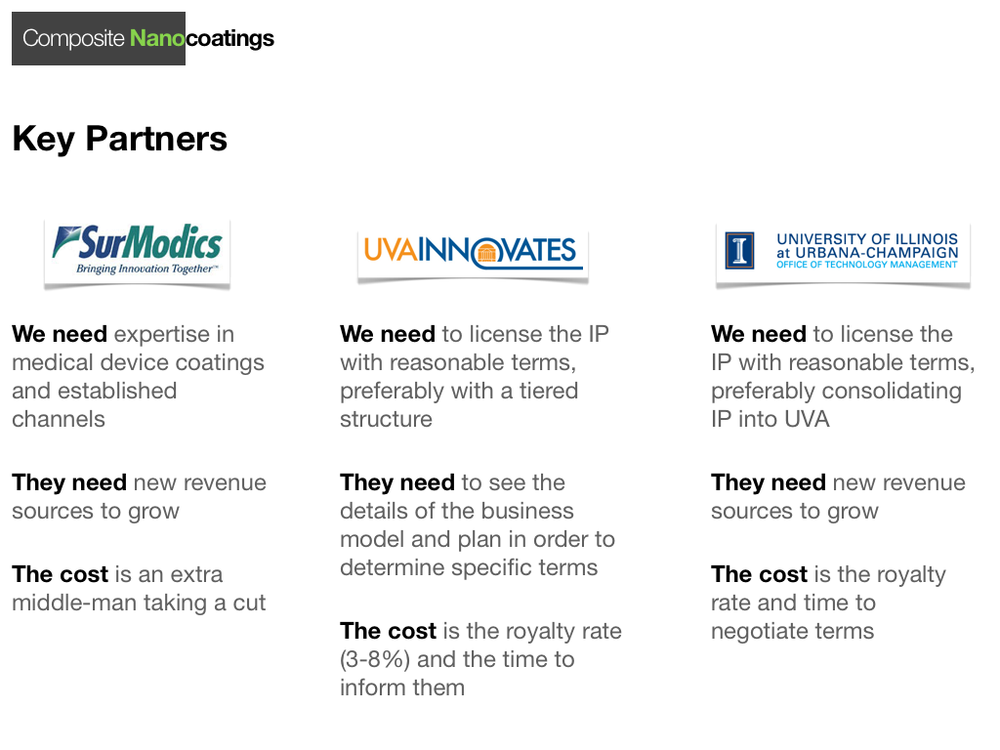 Composite Nanocoatings
Key Partners
SurModics
Bringing Innovation Together™
We need expertise in
medical device coatings
and established
channels
They need new revenue
sources to grow
The cost is an extra
middle-man taking a cut
UVAINNOVATES
We need to license the IP
with reasonable terms,
preferably with a tiered
structure
They need to see the
details of the business
model and plan in order to
determine specific terms
The cost is the royalty rate
(3-8%) and the time to
inform them
I
UNIVERSITY OF ILLINOIS
at URBANA-CHAMPAIGN
OFFICE OF TECHNOLOGY MANAGEMENT
We need to license the
IP with reasonable terms,
preferably consolidating
IP into UVA
They need new revenue
sources to grow
The cost is the royalty
rate and time to
negotiate terms